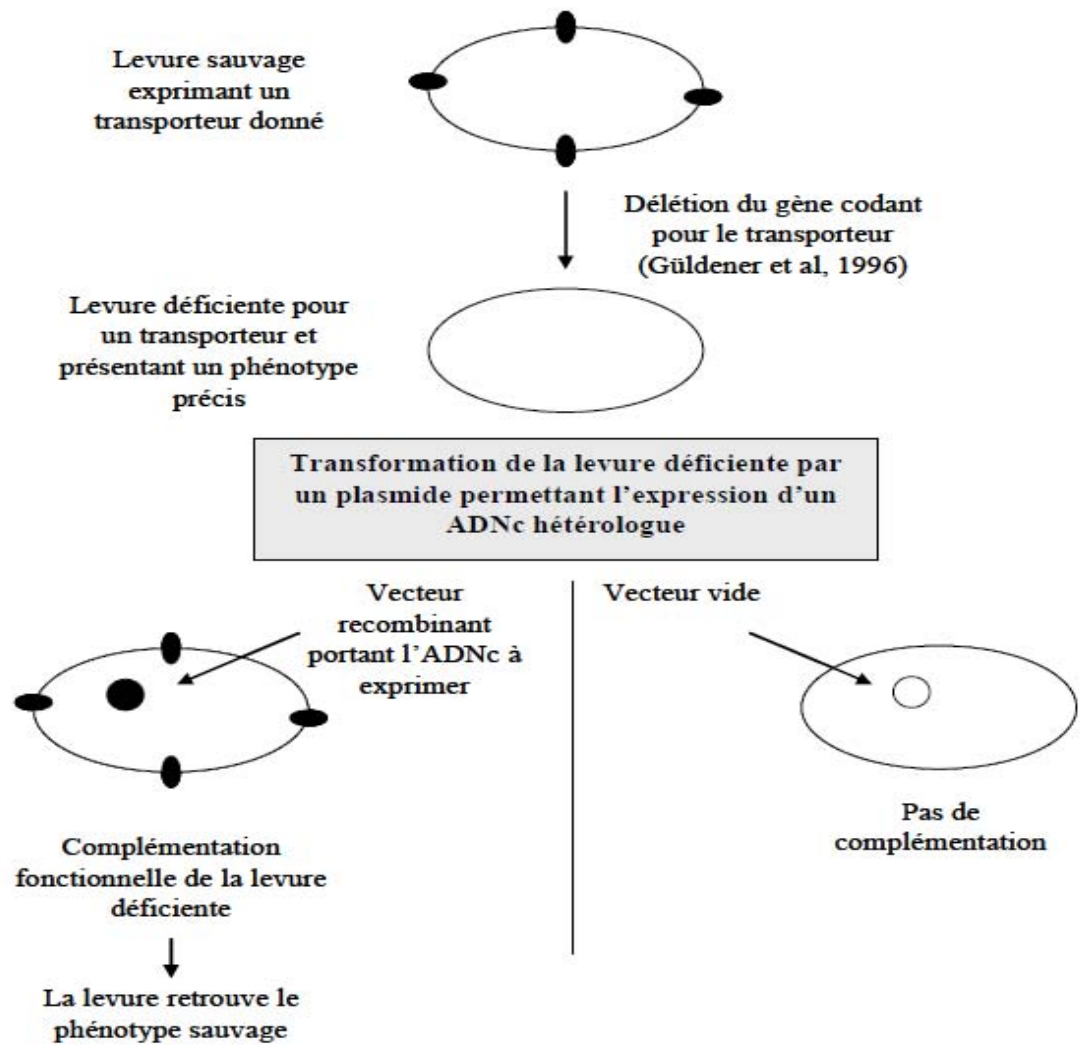 Levure sauvage
exprimant un
transporteur donné
Délétion du gène codant
pour le transporteur
(Güldener et al, 1996)
Levure déficiente pour
un transporteur et
présentant un phénotype
précis
Transformation de la levure déficiente par
un plasmide permettant l’expression d’un
ADNc hétérologue
Vecteur
recombinant
portant l’ADNc à
exprimer
Vecteur vide
Complémentation
fonctionnelle de la levure
déficiente
La levure retrouve le
phénotype sauvage
Pas de
complémentation